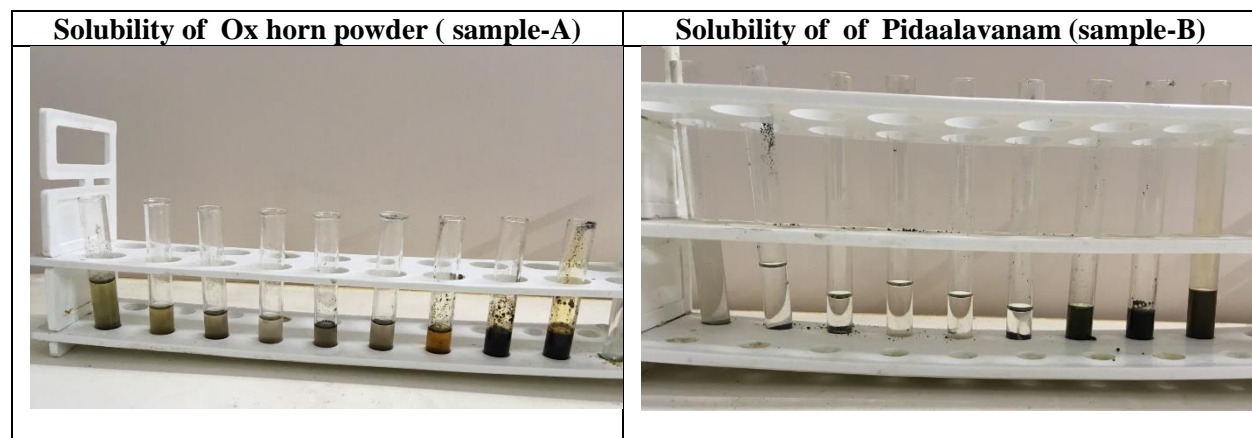 Solubility of Ox horn powder ( sample-A)
Solubility of of Pidaalavanam (sample-B)